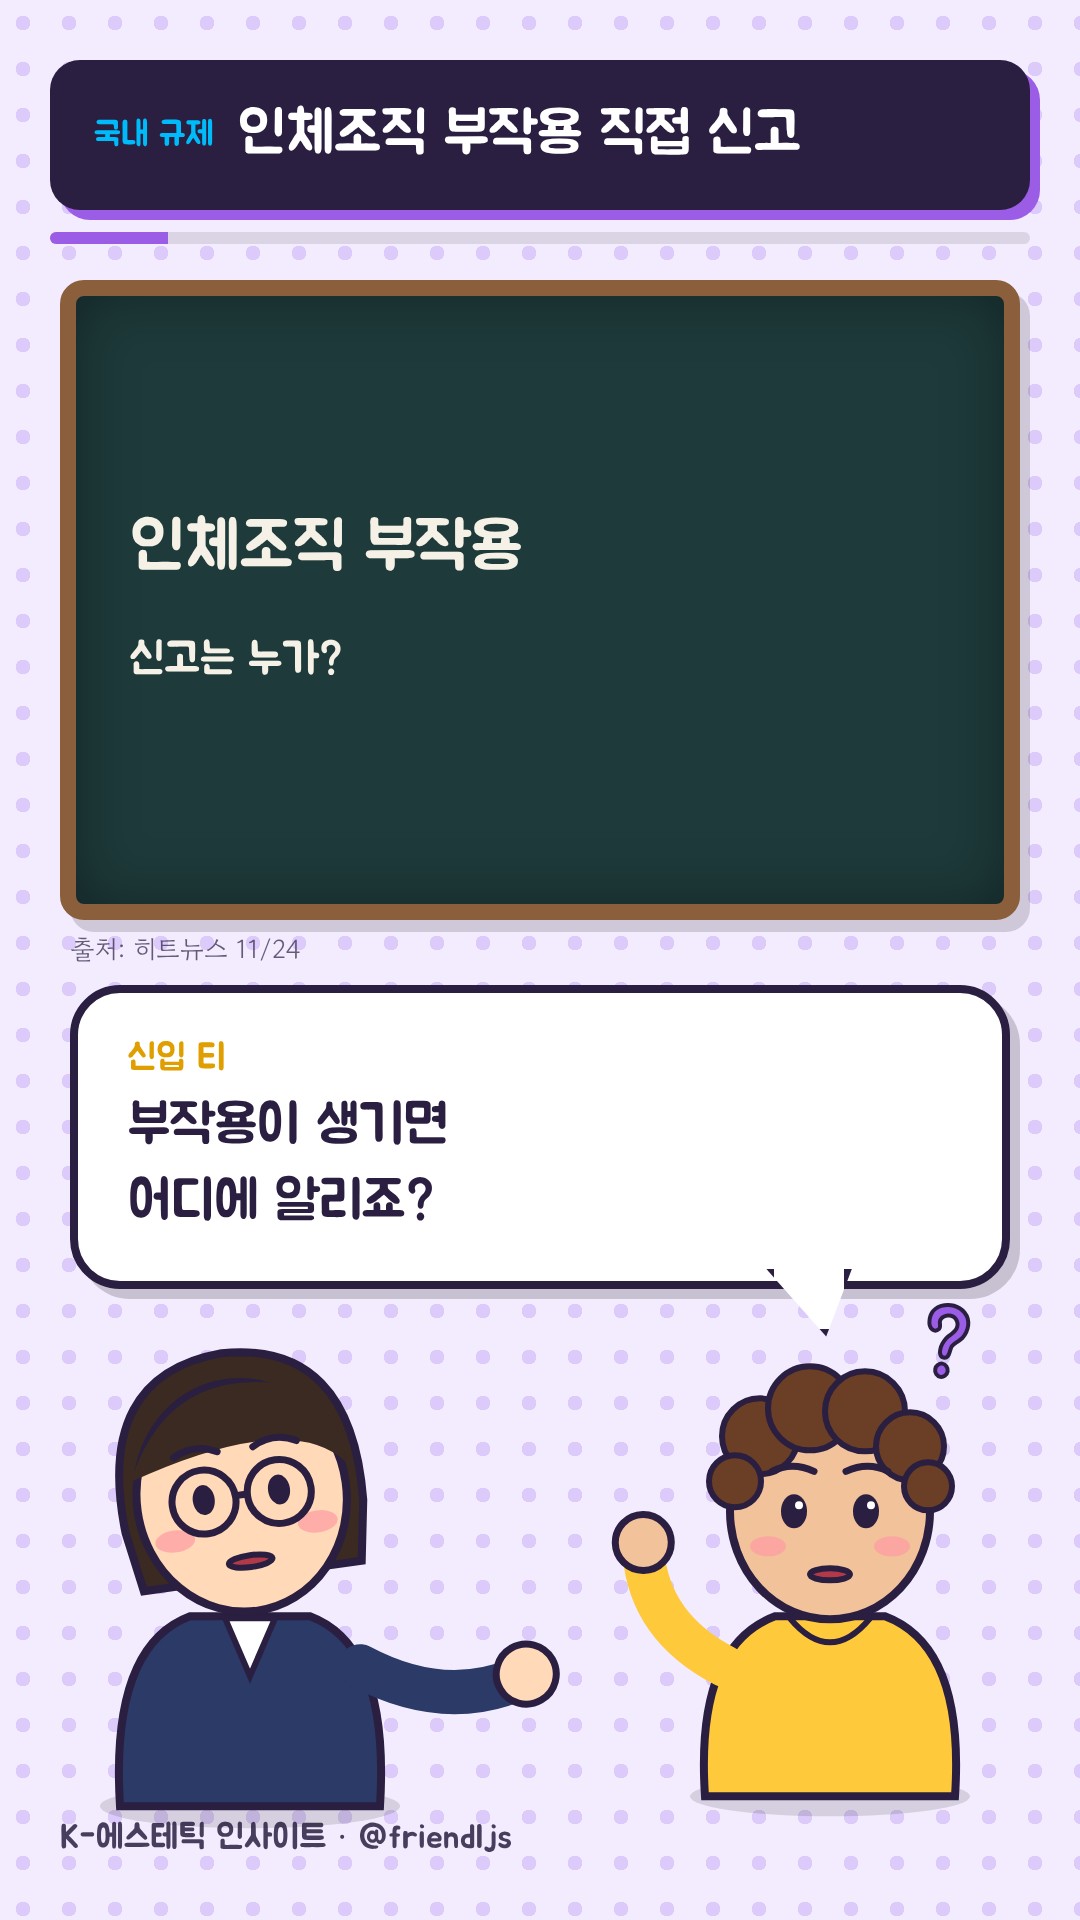 국내 규제 인체조직 부작용 직접 신고
인체조직 부작용
신고는 누가?
출처: 히트뉴스 11/24
신입 티
부작용이 생기면
어디에 알리죠?
?
K-에스테틱 인사이트 · @friendljs